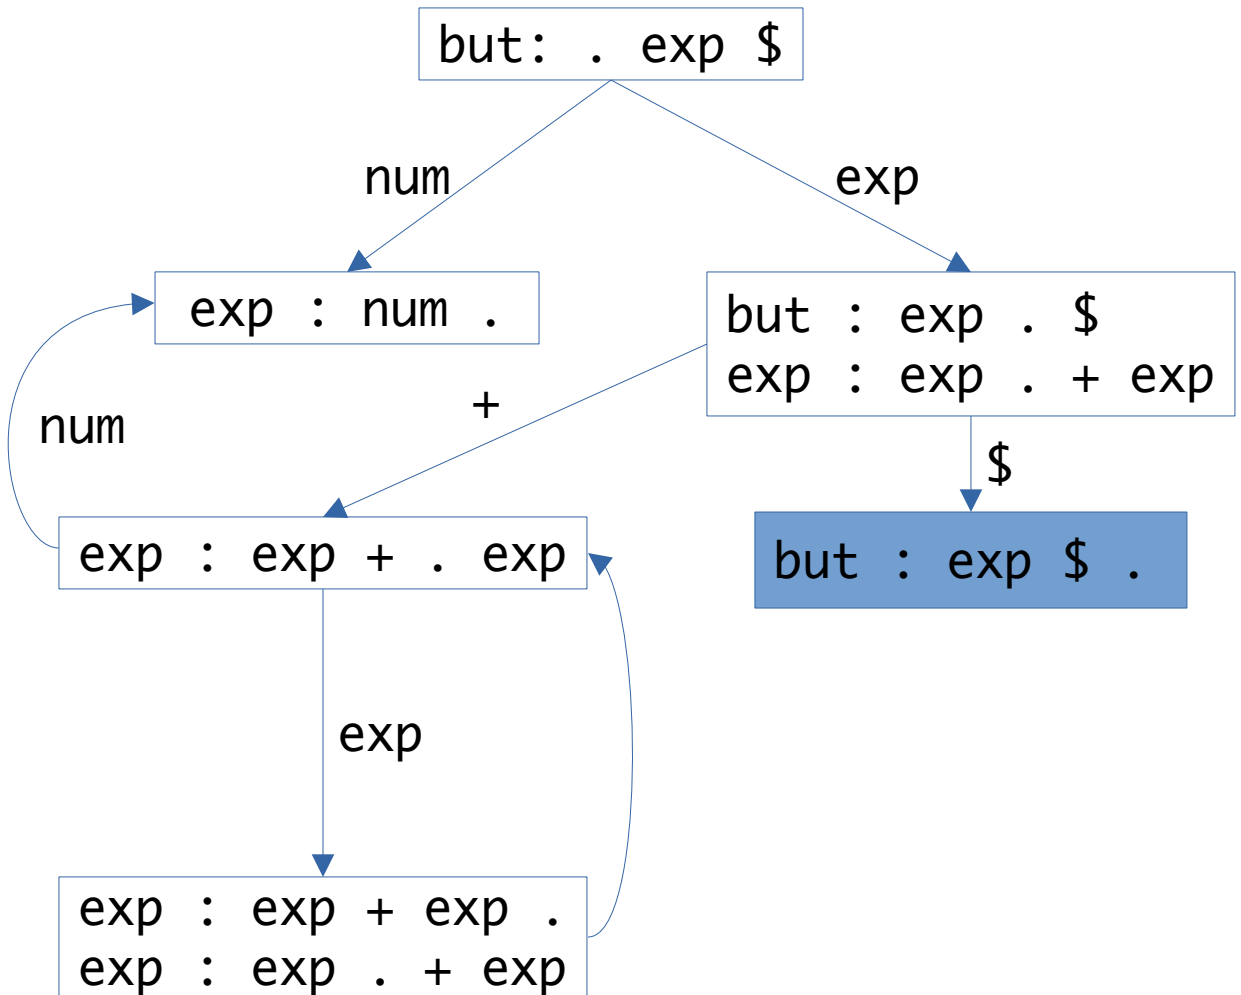 but: . exp $
num
exp
exp : num .
but : exp . $
exp : exp . + exp
+
num
$
exp : exp + . exp
but : exp $ .
exp
exp : exp + exp .
exp : exp . + exp